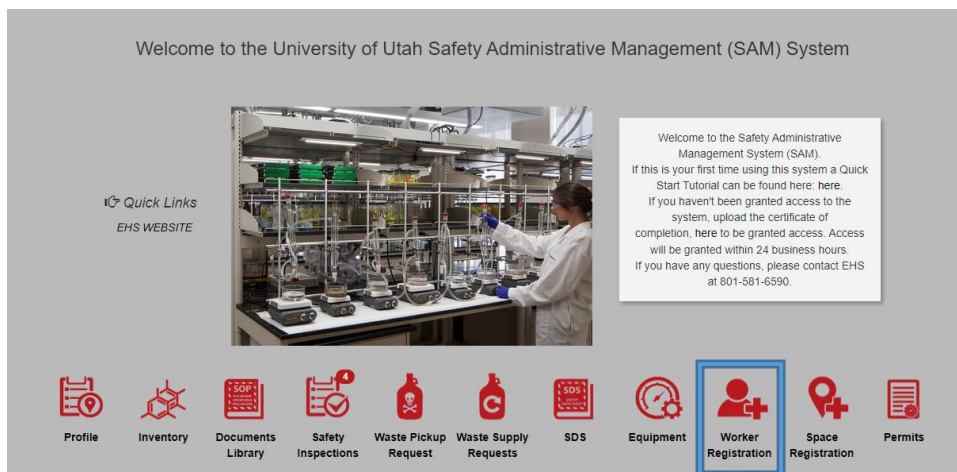 Welcome to the University of Utah Safety Administrative Management (SAM) System
Quick Links
EHS WEBSITE
Welcome to the Safety Administrative
Management System (SAM).
If this is your first time using this system a Quick
Start Tutorial can be found here: here.
If you haven't been granted access to the
system, upload the certificate of
completion, here to be granted access. Access
will be granted within 24 business hours.
If you have any questions, please contact EHS
at 801-581-6590.
4
SOP
SDS
Profile
Inventory
Documents
Library
Safety
Inspections
Waste Pickup
Request
Waste Supply
Requests
SDS
Equipment
Worker
Registration
Space
Registration
Permits